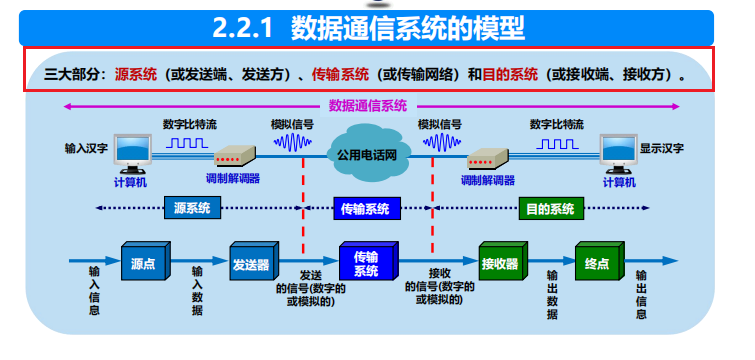 2.2.1 数据通信系统的模型
三大部分：源系统（或发送端、发送方）、传输系统（或传输网络）和目的系统（或接收端、接收方）。
数据通信系统
数字比特流
模拟信号
模拟信号
数字比特流
输入汉字
公用电话网
显示汉字
计算机
调制解调器
调制解调器
计算机
源系统
传输系统
目的系统
源点
发送器
传输
系统
接收器
终点
输入信息
输入数据
发送
的信号(数字的
或模拟的)
接收
的信号(数字的
或模拟的)
输出数据
输出信息